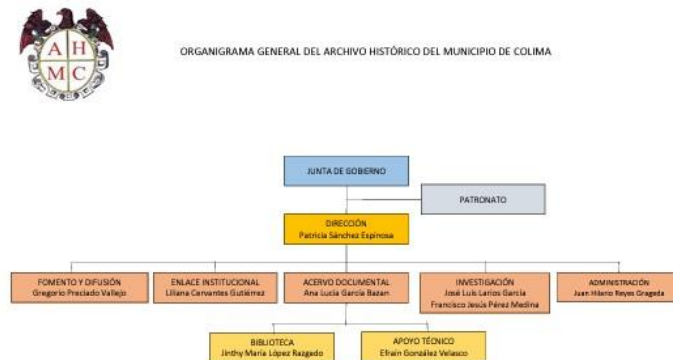 A H
M C
ORGANIGRAMA GENERAL DEL ARCHIVO HISTÓRICO DEL MUNICIPIO DE COLIMA
JUNTA DE GOBIERNO
PATRONATO
DIRECCIÓN
Patricia Sánchez Espinosa
FOMENTO Y DIFUSIÓN
Gregorio Preciado Vallejo
ENLACE INSTITUCIONAL
Liliana Cervantes Gutiérrez
ACERVO DOCUMENTAL
Ana Lucía García Bazan
INVESTIGACIÓN
José Luis Larios García
Francisco Jesús Pérez Medina
ADMINISTRACIÓN
Juan Hilario Reyes Grageda
BIBLIOTECA
Jinthy María López Razgado
APOYO TÉCNICO
Efraín González Velasco